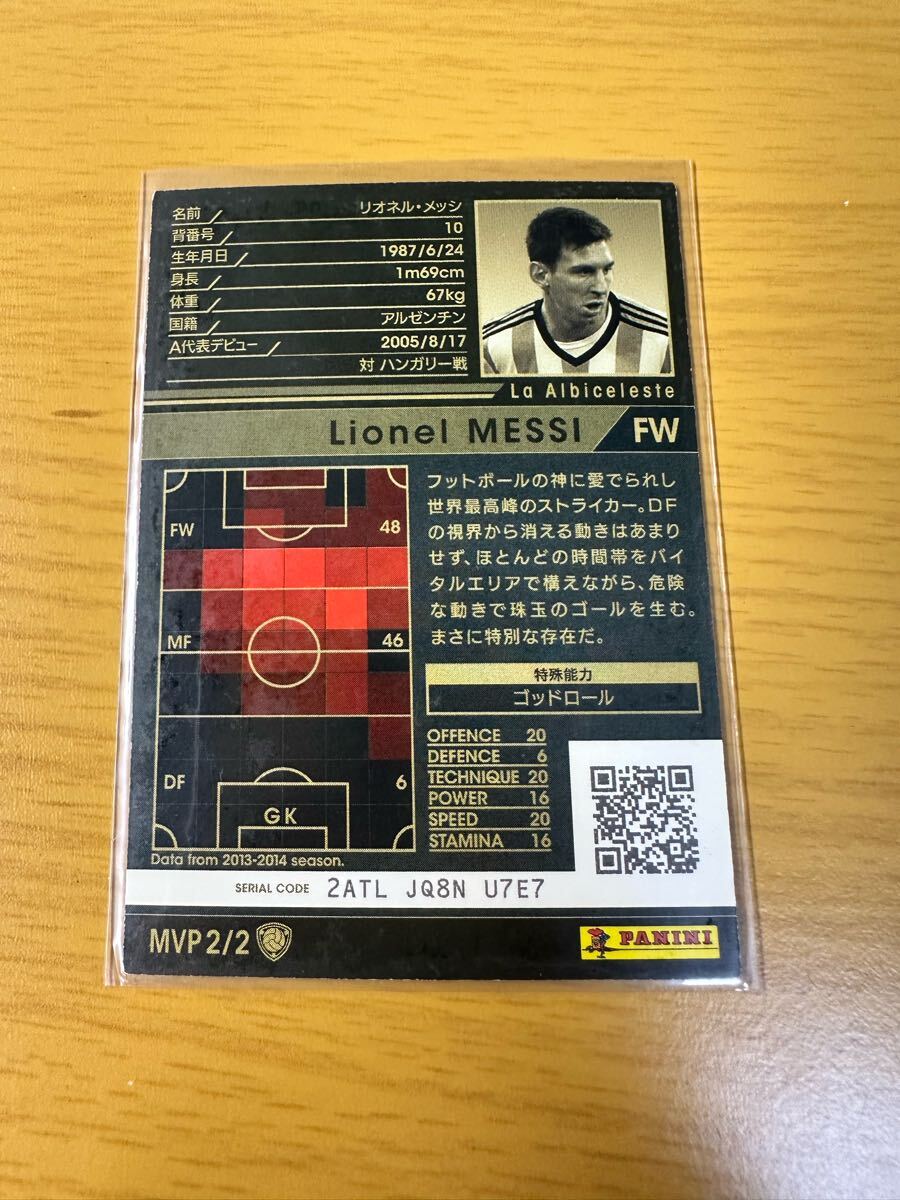 名前 リオネル・メッシ
背番号 10
生年月日 1987/6/24
身長 1m69cm
体重 67kg
国籍 アルゼンチン
A代表デビュー 2005/8/17
対 ハンガリー戦
La Albiceleste
Lionel MESSI FW
FW 48
MF 46
DF 6
GK
Data from 2013-2014 season.
フットボールの神に愛でられし
世界最高峰のストライカー。DF
の視界から消える動きはあまり
せず、ほとんどの時間帯をバイ
タルエリアで構えながら、危険
な動きで珠玉のゴールを生む。
まさに特別な存在だ。
特殊能力
ゴッドロール
OFFENCE 20
DEFENCE 6
TECHNIQUE 20
POWER 16
SPEED 20
STAMINA 16
SERIAL CODE 2ATL JQ8N U7E7
MVP 2/2
PANINI